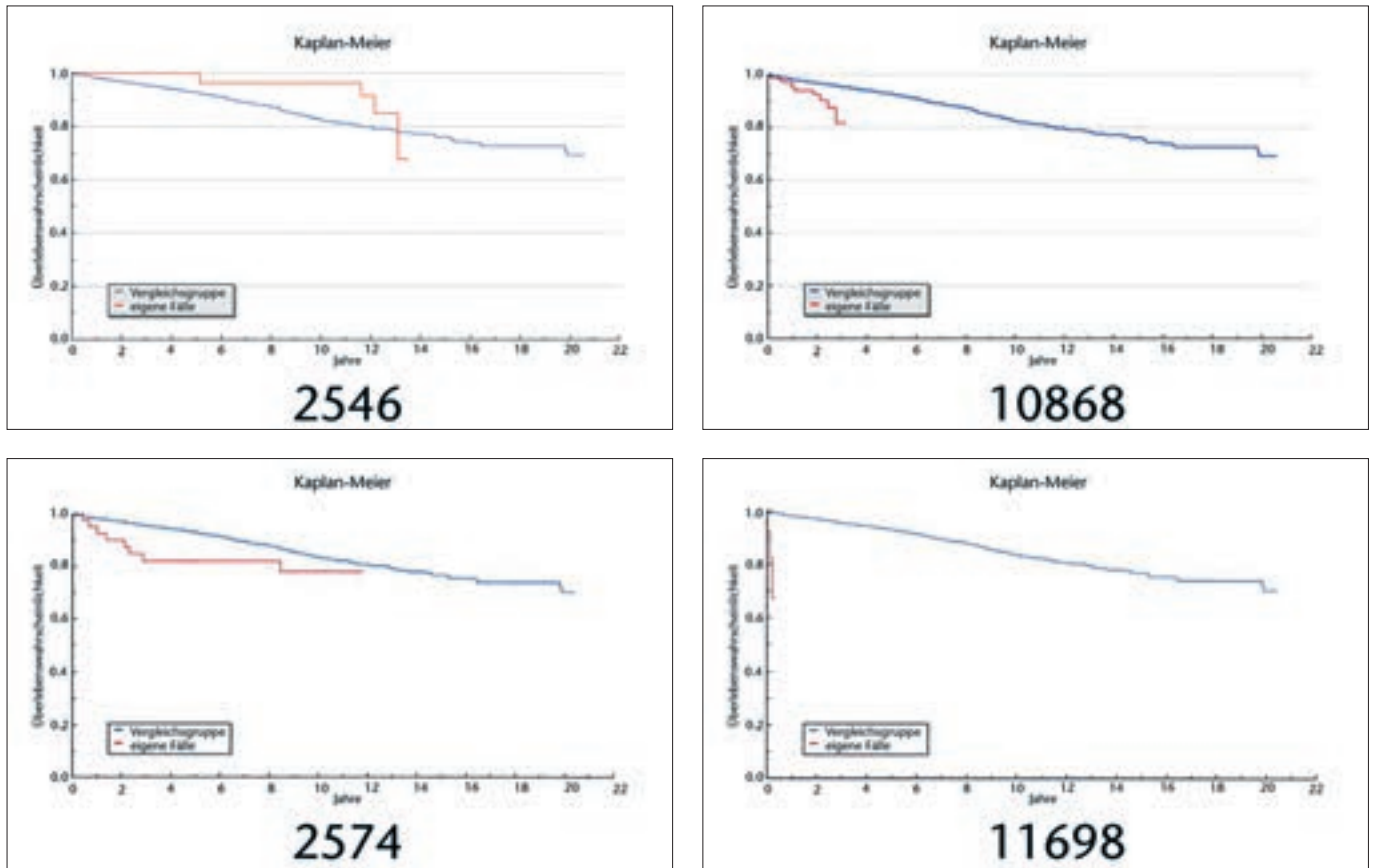 Kaplan-Meier
Überlebenswahrscheinlichkeit
1.0
0.8
0.6
0.4
0.2
0.0
Vergleichsgruppe
eigene Fälle
0 2 4 6 8 10 12 14 16 18 20 22
Jahre
2546
Kaplan-Meier
Überlebenswahrscheinlichkeit
1.0
0.8
0.6
0.4
0.2
0.0
Vergleichsgruppe
eigene Fälle
0 2 4 6 8 10 12 14 16 18 20 22
Jahre
10868
Kaplan-Meier
Überlebenswahrscheinlichkeit
1.0
0.8
0.6
0.4
0.2
0.0
Vergleichsgruppe
eigene Fälle
0 2 4 6 8 10 12 14 16 18 20 22
Jahre
2574
Kaplan-Meier
Überlebenswahrscheinlichkeit
1.0
0.8
0.6
0.4
0.2
0.0
Vergleichsgruppe
eigene Fälle
0 2 4 6 8 10 12 14 16 18 20 22
Jahre
11698